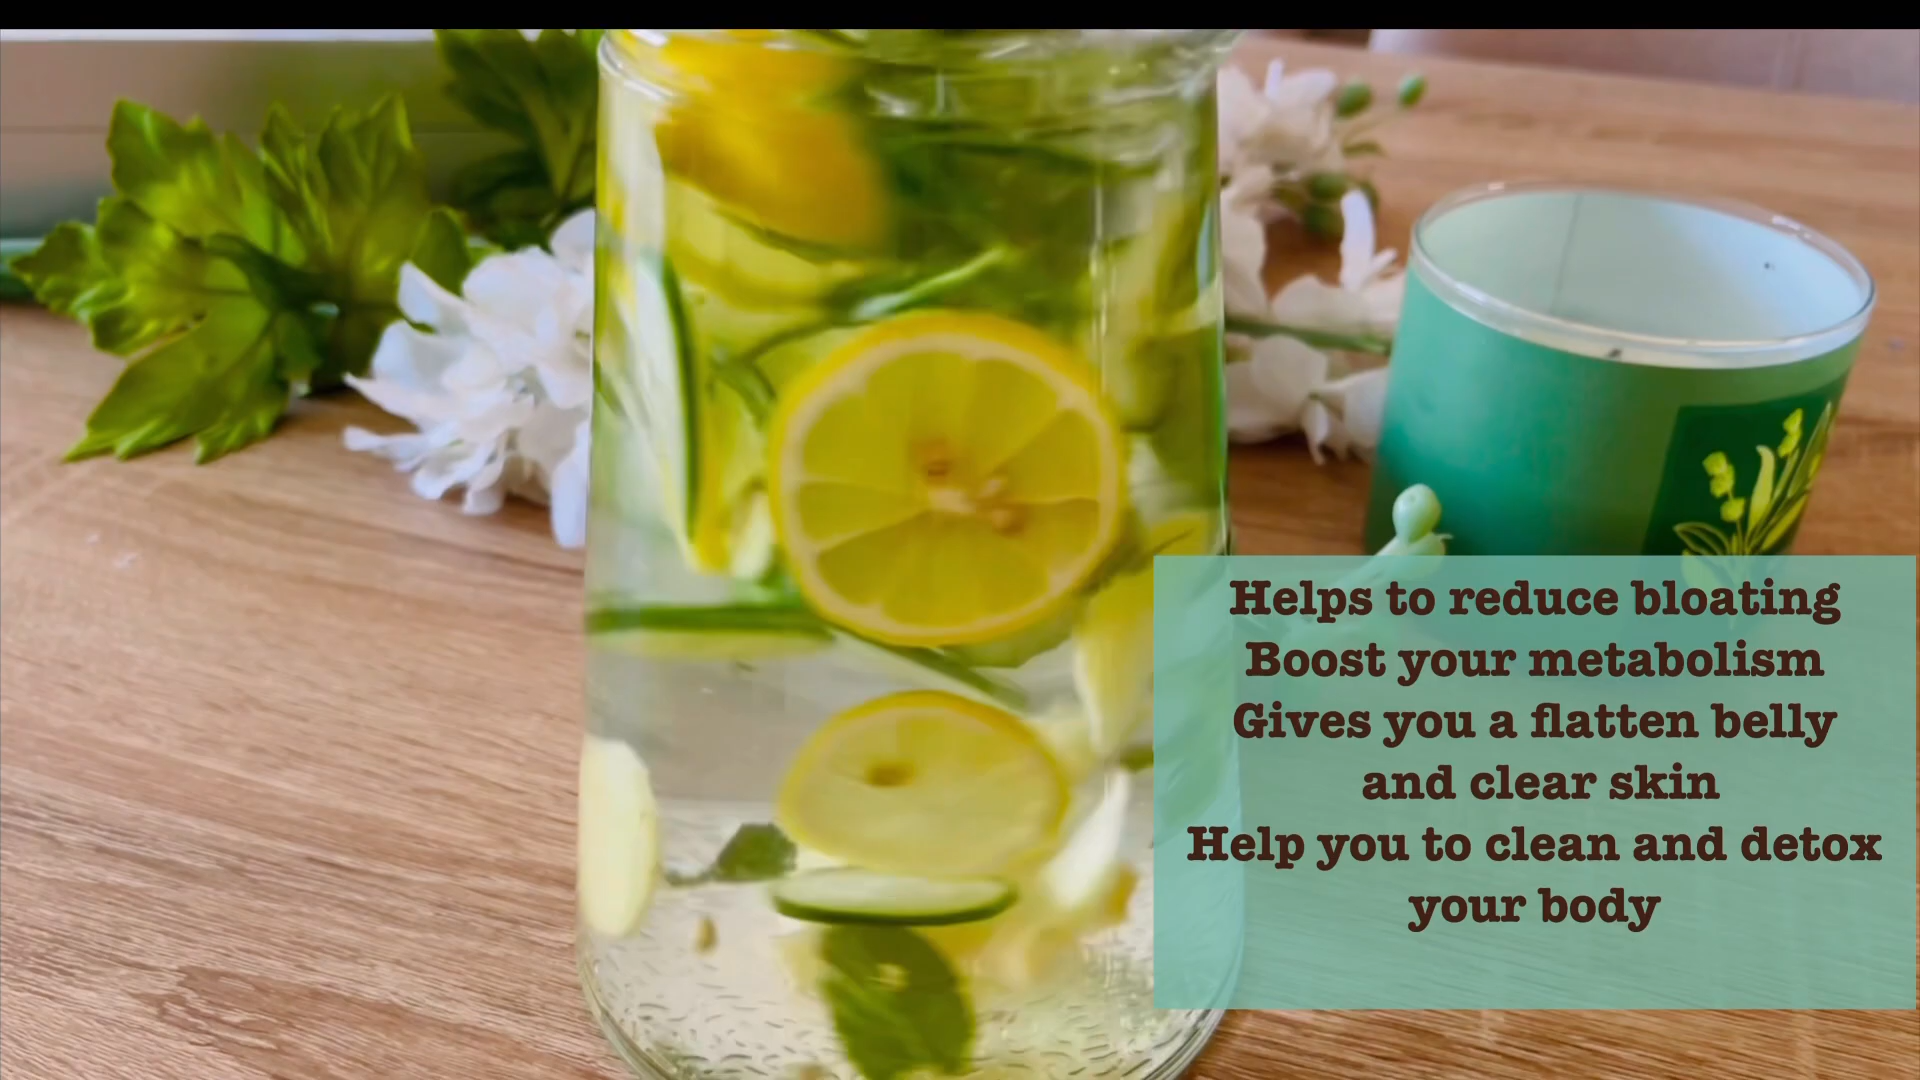 Helps to reduce bloating
Boost your metabolism
Gives you a flatten belly
and clear skin
Help you to clean and detox
your body